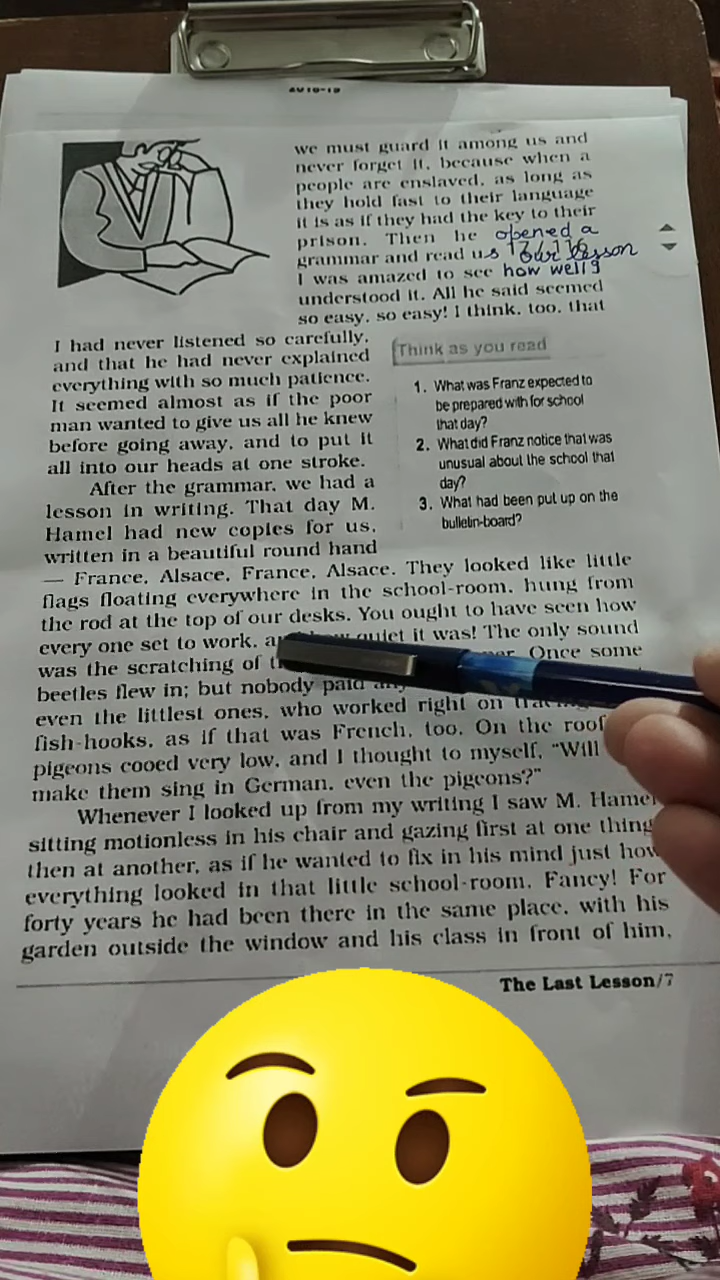 2018-19
we must guard it among us and
never forget it, because when a
people are enslaved, as long as
they hold fast to their language
it is as if they had the key to their
prison. Then he opened a
grammar and read us our lesson
I was amazed to see how well I
understood it. All he said seemed
so easy, so easy! I think, too, that
I had never listened so carefully,
and that he had never explained
everything with so much patience.
It seemed almost as if the poor
man wanted to give us all he knew
before going away, and to put it
all into our heads at one stroke.
After the grammar, we had a
lesson in writing. That day M.
Hamel had new copies for us,
written in a beautiful round hand
Think as you read
1. What was Franz expected to
be prepared with for school
that day?
2. What did Franz notice that was
unusual about the school that
day?
3. What had been put up on the
bulletin-board?
— France, Alsace, France, Alsace. They looked like little
flags floating everywhere in the school-room, hung from
the rod at the top of our desks. You ought to have seen how
every one set to work, quiet it was! The only sound
was the scratching of Once some
beetles flew in; but nobody paid any
even the littlest ones, who worked right on
fish-hooks, as if that was French, too. On the roof
pigeons cooed very low, and I thought to myself, “Will
make them sing in German, even the pigeons?”
Whenever I looked up from my writing I saw M. Hamel
sitting motionless in his chair and gazing first at one thing
then at another, as if he wanted to fix in his mind just how
everything looked in that little school-room. Fancy! For
forty years he had been there in the same place, with his
garden outside the window and his class in front of him,
The Last Lesson/7